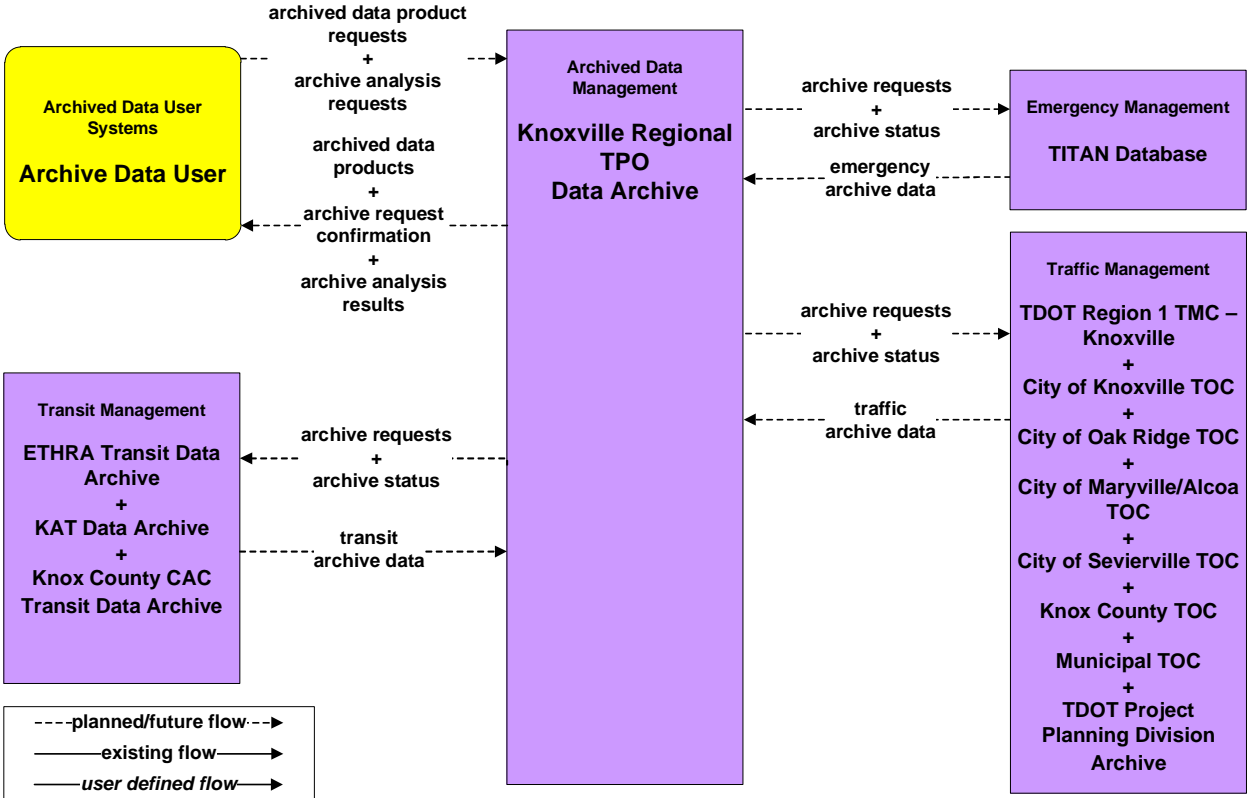 archived data product
requests
+
archive analysis
requests
Archived Data User
Systems
Archive Data User
archived data
products
+
archive request
confirmation
+
archive analysis
results
Archived Data
Management
Knoxville Regional
TPO
Data Archive
archive requests
+
archive status
emergency
archive data
Emergency Management
TITAN Database
archive requests
+
archive status
traffic
archive data
Traffic Management
TDOT Region 1 TMC –
Knoxville
+
City of Knoxville TOC
+
City of Oak Ridge TOC
+
City of Maryville/Alcoa
TOC
+
City of Sevierville TOC
+
Knox County TOC
+
Municipal TOC
+
TDOT Project
Planning Division
Archive
Transit Management
ETHRA Transit Data
Archive
+
KAT Data Archive
+
Knox County CAC
Transit Data Archive
archive requests
+
archive status
transit
archive data
planned/future flow
existing flow
user defined flow